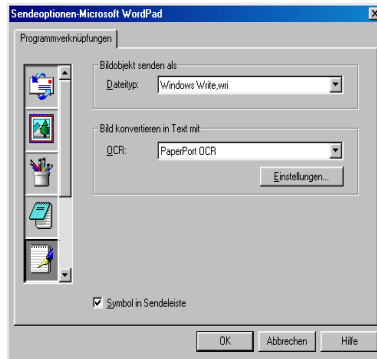 Sendeoptionen-Microsoft WordPad
Programmverknüpfungen
Bildobjekt senden als
Dateityp: Windows Write,wri
Bild konvertieren in Text mit
OCR: PaperPort OCR
Einstellungen...
Symbol in Sendeleiste
OK Abbrechen Hilfe